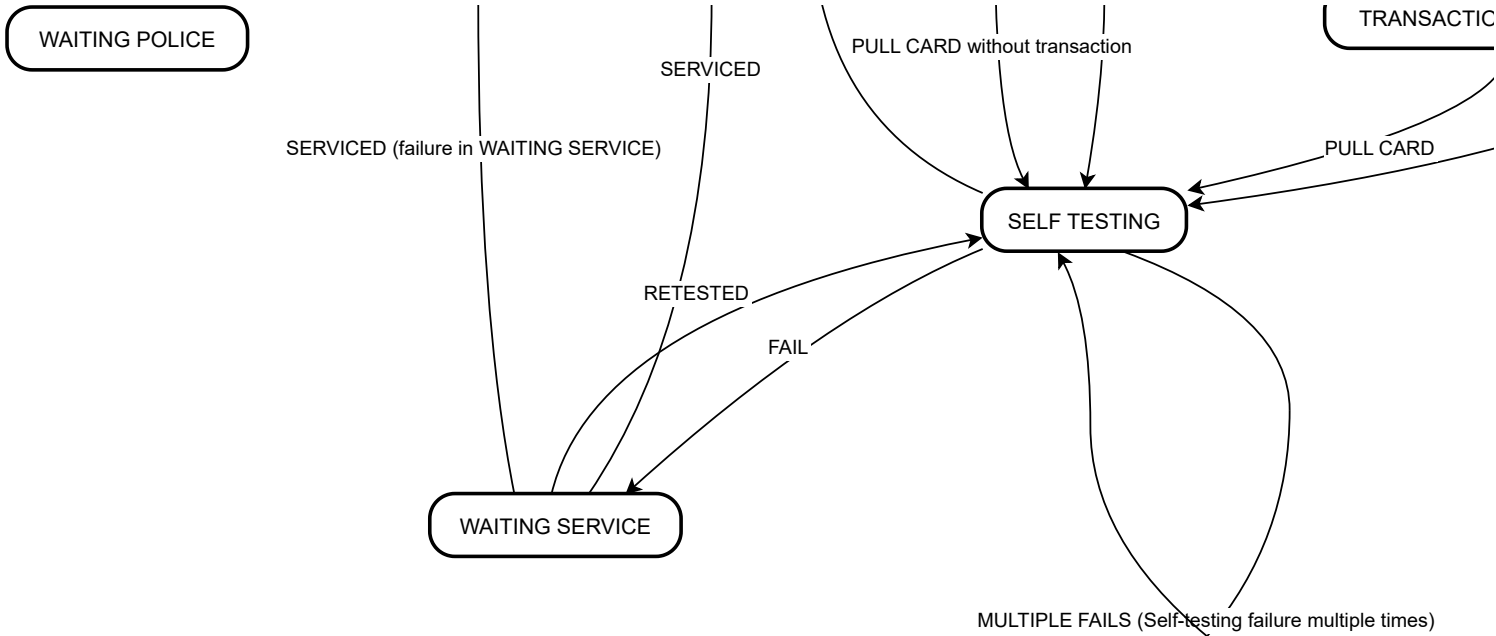 WAITING POLICE
TRANSACTIO
PULL CARD without transaction
SERVICED
SERVICED (failure in WAITING SERVICE)
PULL CARD
SELF TESTING
RETESTED
FAIL
WAITING SERVICE
MULTIPLE FAILS (Self-testing failure multiple times)